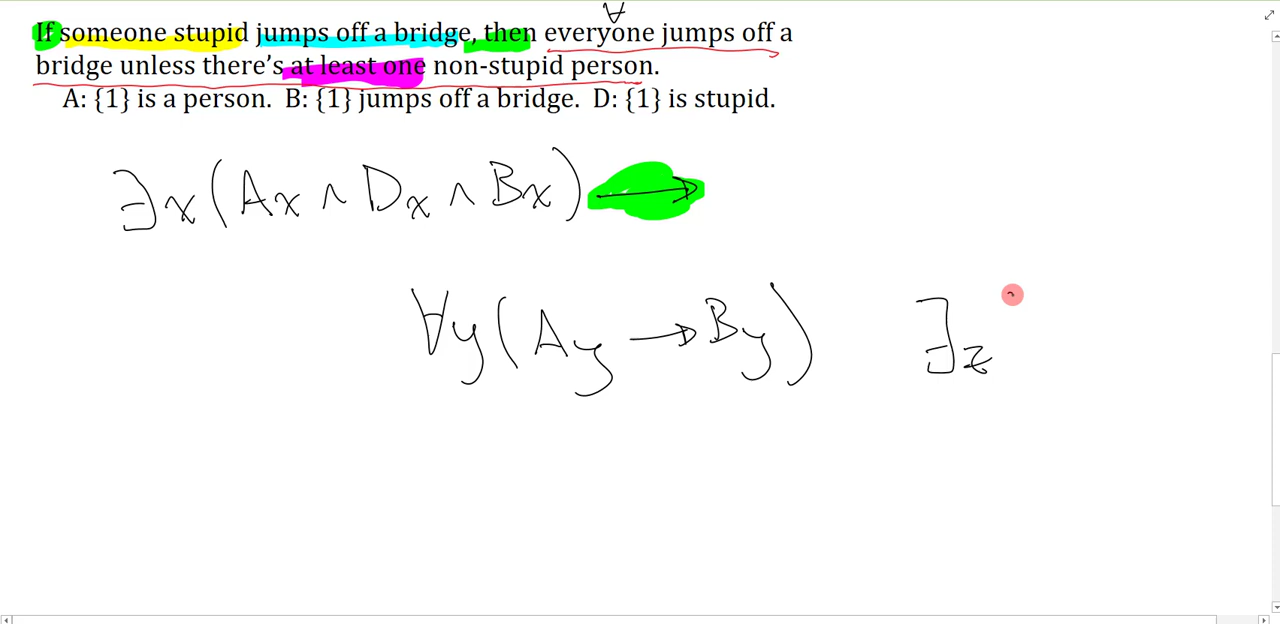 ∀
If someone stupid jumps off a bridge, then everyone jumps off a
bridge unless there's at least one non-stupid person.
A: {1} is a person. B: {1} jumps off a bridge. D: {1} is stupid.
∃x(Ax ∧ Dx ∧ Bx) →
∀y(Ay → By) ∃z